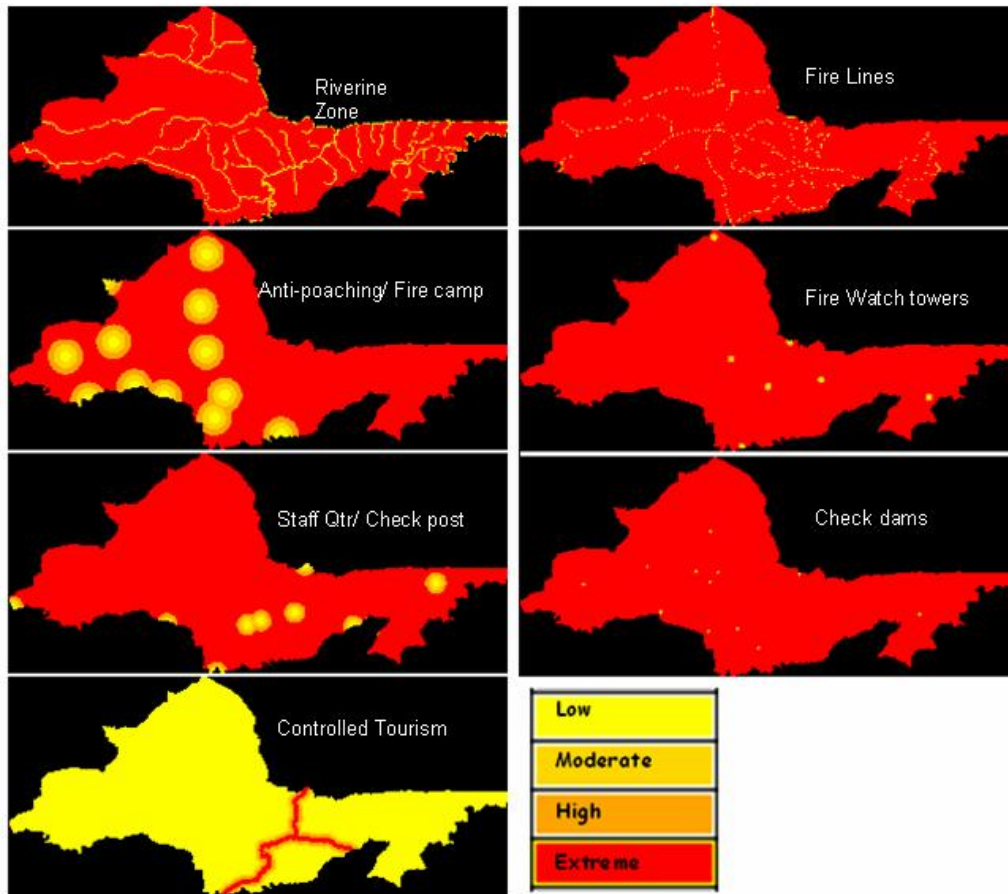 Riverine
Zone
Fire Lines
Anti-poaching/ Fire camp
Fire Watch towers
Staff Qtr/ Check post
Check dams
Controlled Tourism
Low
Moderate
High
Extreme